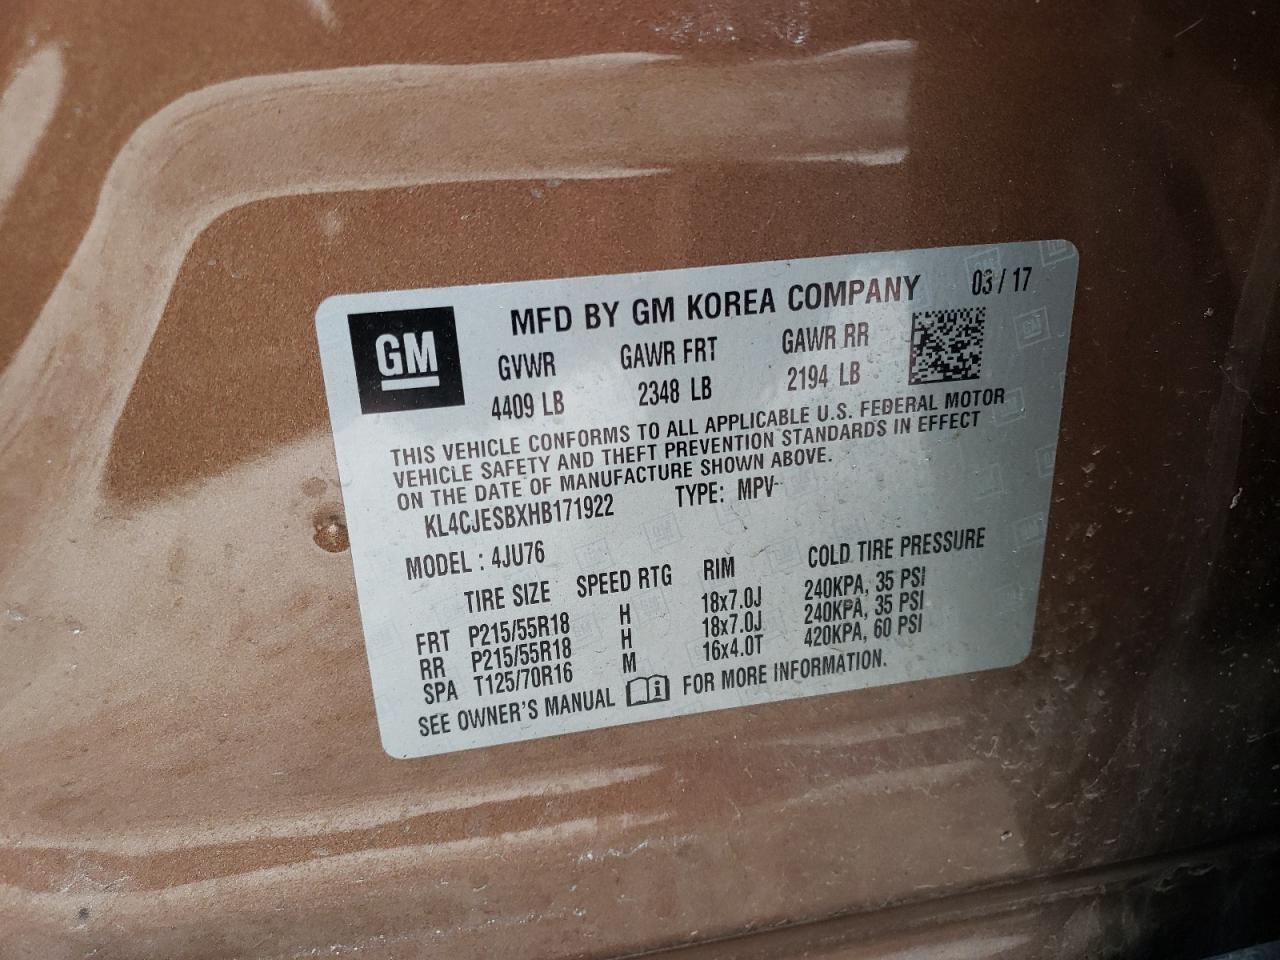 GM
MFD BY GM KOREA COMPANY 03 / 17
GVWR GAWR FRT GAWR RR
4409 LB 2348 LB 2194 LB
THIS VEHICLE CONFORMS TO ALL APPLICABLE U.S. FEDERAL MOTOR
VEHICLE SAFETY AND THEFT PREVENTION STANDARDS IN EFFECT
ON THE DATE OF MANUFACTURE SHOWN ABOVE.
KL4CJESBXHB171922 TYPE: MPV
MODEL : 4JU76
TIRE SIZE SPEED RTG RIM COLD TIRE PRESSURE
FRT P215/55R18 H 18x7.0J 240KPA, 35 PSI
RR P215/55R18 H 18x7.0J 240KPA, 35 PSI
SPA T125/70R16 M 16x4.0T 420KPA, 60 PSI
SEE OWNER'S MANUAL FOR MORE INFORMATION.